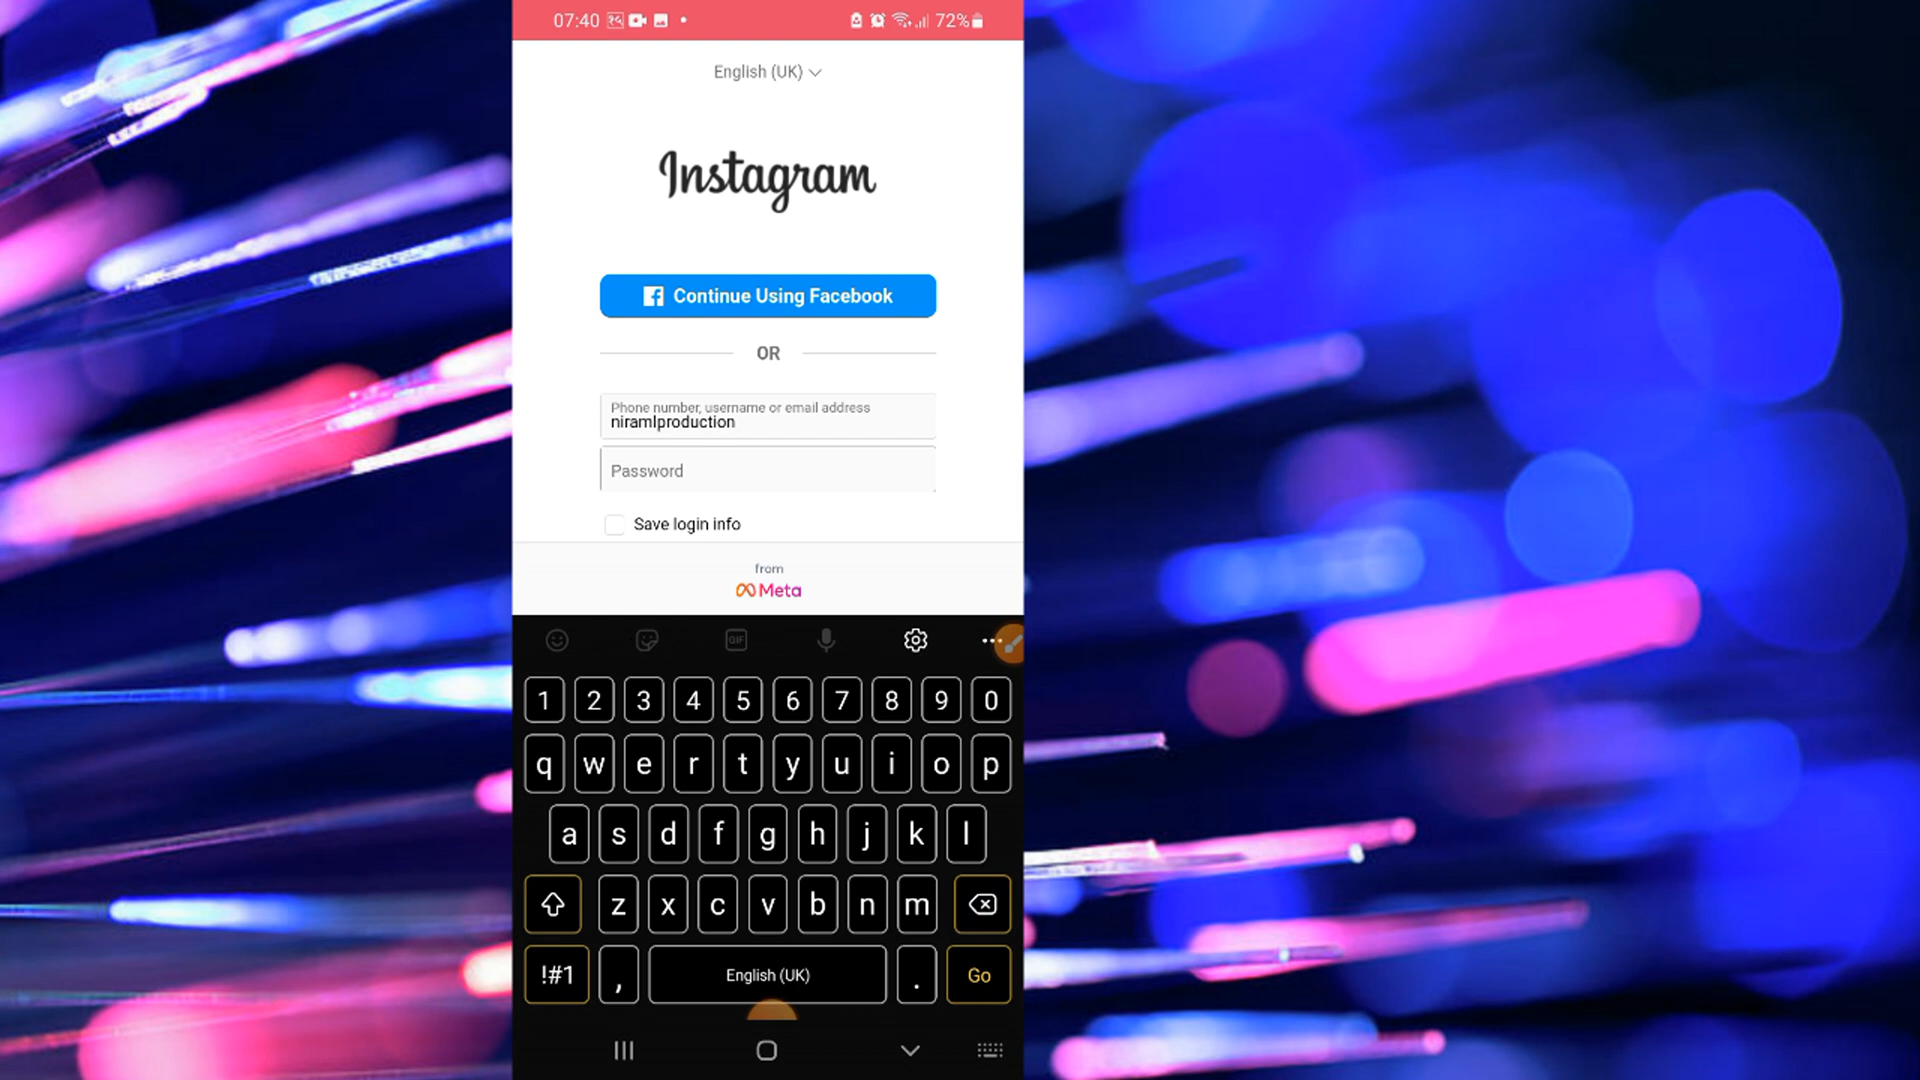 07:40 72%
English (UK)
Instagram
Continue Using Facebook
OR
Phone number, username or email address
niramlproduction
Password
Save login info
from
Meta
GIF
1 2 3 4 5 6 7 8 9 0
q w e r t y u i o p
a s d f g h j k l
z x c v b n m
!#1 , English (UK) . Go